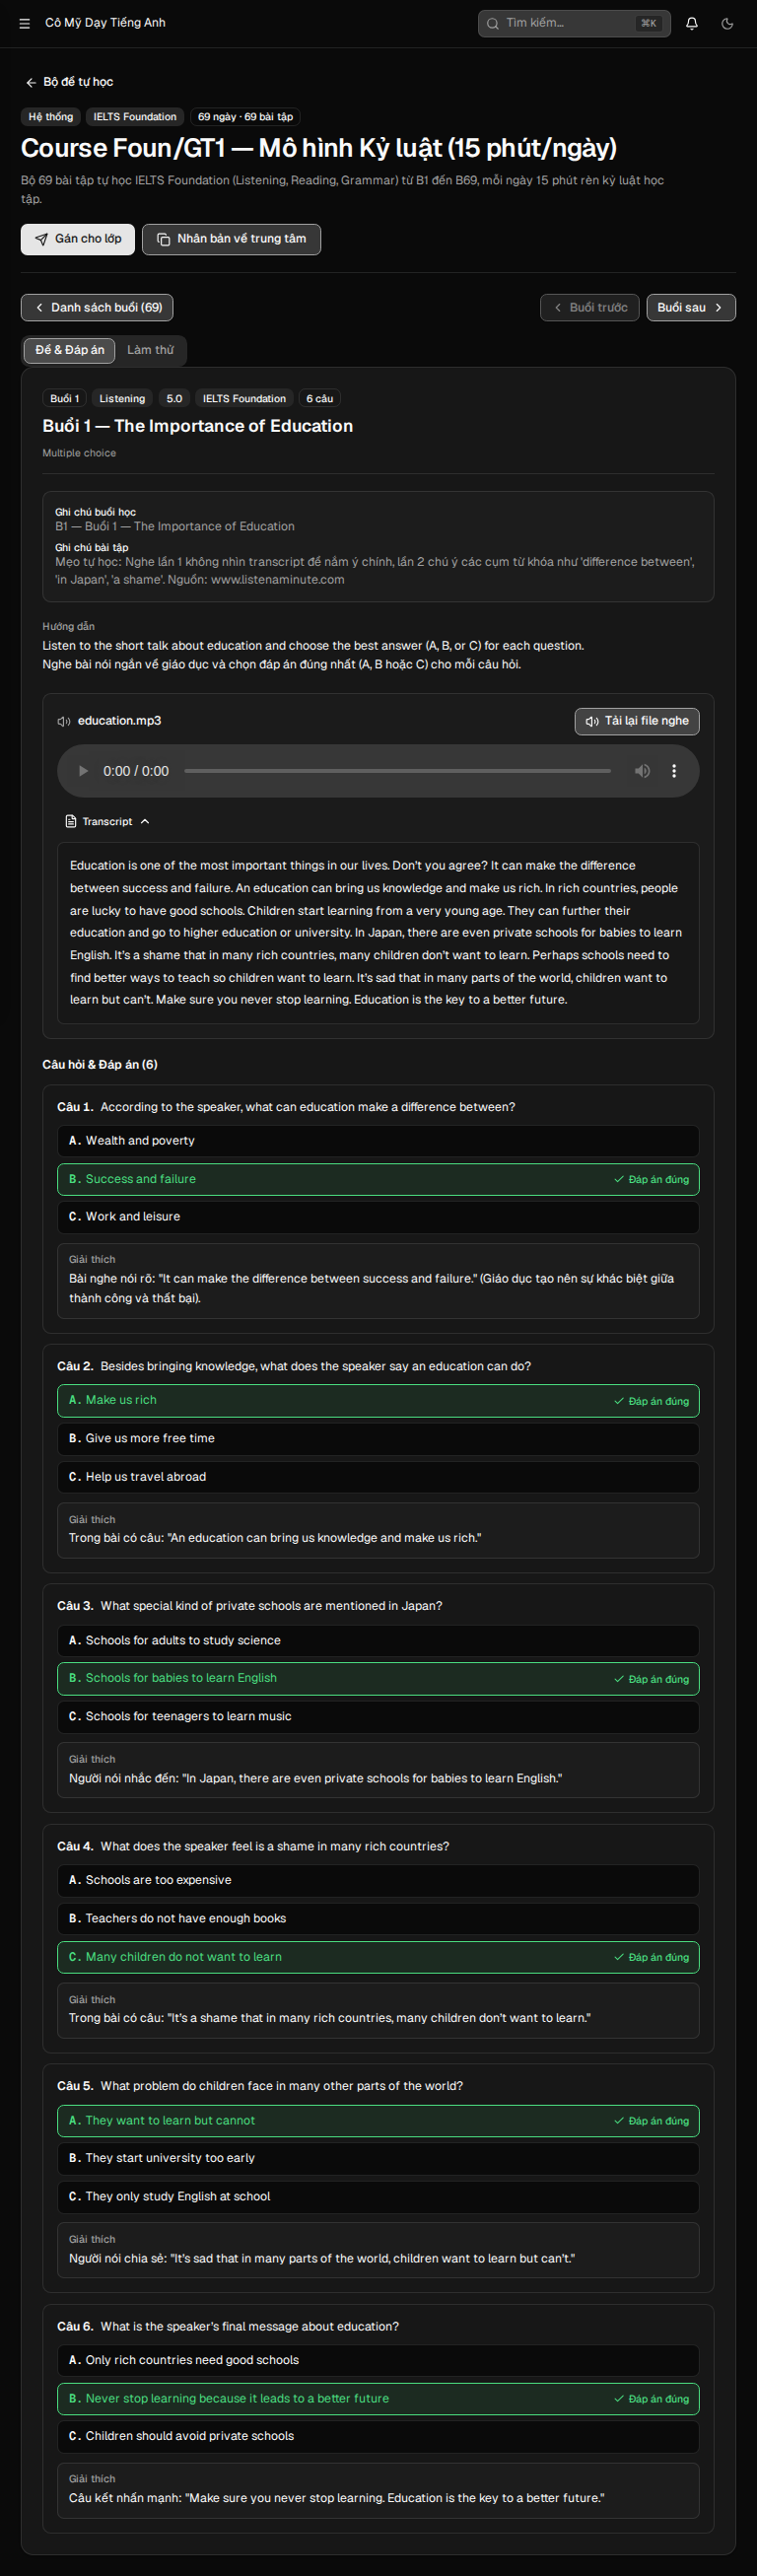 Cô Mỹ Dạy Tiếng Anh
Tìm kiếm...
⌘K
Bộ đề tự học
Hệ thống
IELTS Foundation
69 ngày · 69 bài tập
Course Foun/GT1 — Mô hình Kỷ luật (15 phút/ngày)
Bộ 69 bài tập tự học IELTS Foundation (Listening, Reading, Grammar) từ B1 đến B69, mỗi ngày 15 phút rèn kỷ luật học
tập.
Gán cho lớp
Nhân bản về trung tâm
Danh sách buổi (69)
Buổi trước
Buổi sau
Đề & Đáp án
Làm thử
Buổi 1
Listening
5.0
IELTS Foundation
6 câu
Buổi 1 — The Importance of Education
Multiple choice
Ghi chú buổi học
B1 — Buổi 1 — The Importance of Education
Ghi chú bài tập
Mẹo tự học: Nghe lần 1 không nhìn transcript để nắm ý chính, lần 2 chú ý các cụm từ khóa như 'difference between',
'in Japan', 'a shame'. Nguồn: www.listenaminute.com
Hướng dẫn
Listen to the short talk about education and choose the best answer (A, B, or C) for each question.
Nghe bài nói ngắn về giáo dục và chọn đáp án đúng nhất (A, B hoặc C) cho mỗi câu hỏi.
education.mp3
Tải lại file nghe
0:00 / 0:00
Transcript
Education is one of the most important things in our lives. Don't you agree? It can make the difference
between success and failure. An education can bring us knowledge and make us rich. In rich countries, people
are lucky to have good schools. Children start learning from a very young age. They can further their
education and go to higher education or university. In Japan, there are even private schools for babies to learn
English. It's a shame that in many rich countries, many children don't want to learn. Perhaps schools need to
find better ways to teach so children want to learn. It's sad that in many parts of the world, children want to
learn but can't. Make sure you never stop learning. Education is the key to a better future.
Câu hỏi & Đáp án (6)
Câu 1. According to the speaker, what can education make a difference between?
A. Wealth and poverty
B. Success and failure
Đáp án đúng
C. Work and leisure
Giải thích
Bài nghe nói rõ: "It can make the difference between success and failure." (Giáo dục tạo nên sự khác biệt giữa
thành công và thất bại).
Câu 2. Besides bringing knowledge, what does the speaker say an education can do?
A. Make us rich
Đáp án đúng
B. Give us more free time
C. Help us travel abroad
Giải thích
Trong bài có câu: "An education can bring us knowledge and make us rich."
Câu 3. What special kind of private schools are mentioned in Japan?
A. Schools for adults to study science
B. Schools for babies to learn English
Đáp án đúng
C. Schools for teenagers to learn music
Giải thích
Người nói nhắc đến: "In Japan, there are even private schools for babies to learn English."
Câu 4. What does the speaker feel is a shame in many rich countries?
A. Schools are too expensive
B. Teachers do not have enough books
C. Many children do not want to learn
Đáp án đúng
Giải thích
Trong bài có câu: "It's a shame that in many rich countries, many children don't want to learn."
Câu 5. What problem do children face in many other parts of the world?
A. They want to learn but cannot
Đáp án đúng
B. They start university too early
C. They only study English at school
Giải thích
Người nói chia sẻ: "It's sad that in many parts of the world, children want to learn but can't."
Câu 6. What is the speaker's final message about education?
A. Only rich countries need good schools
B. Never stop learning because it leads to a better future
Đáp án đúng
C. Children should avoid private schools
Giải thích
Câu kết nhấn mạnh: "Make sure you never stop learning. Education is the key to a better future."